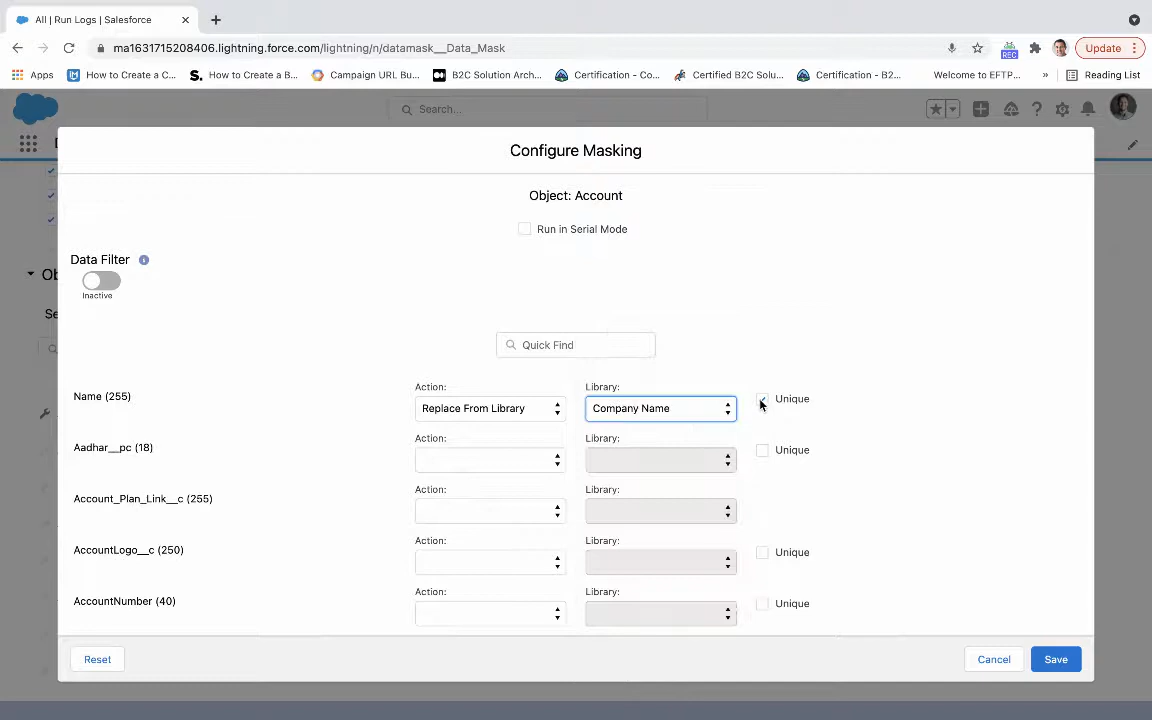 All | Run Logs | Salesforce
ma1631715208406.lightning.force.com/lightning/n/datamask__Data_Mask
REC
Update
Apps
How to Create a C...
How to Create a B...
Campaign URL Bu...
B2C Solution Arch...
Certification - Co...
Certified B2C Solu...
Certification - B2...
Welcome to EFTP...
»
Reading List
Search...
Configure Masking
Object: Account
Run in Serial Mode
Data Filter
Inactive
Quick Find
Name (255)
Action:
Replace From Library
Library:
Company Name
Unique
Aadhar__pc (18)
Action:
Library:
Unique
Account_Plan_Link__c (255)
Action:
Library:
AccountLogo__c (250)
Action:
Library:
Unique
AccountNumber (40)
Action:
Library:
Unique
Reset
Cancel
Save